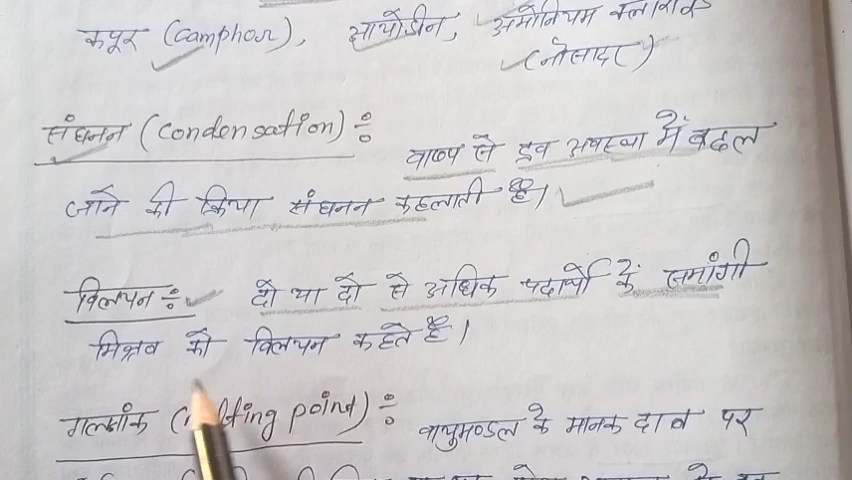 कपूर (Camphor), आयोडीन, अमोनियम क्लोराइड
(नौसादर)
संघनन (Condensation) ÷ वाष्प से द्रव अवस्था में बदल
जाने की क्रिया संघनन कहलाती है।
विलयन ÷ दो या दो से अधिक पदार्थों के समांगी
मिश्रण को विलयन कहते है।
गलनांक (melting point) ÷ वायुमण्डल के मानक दाब पर